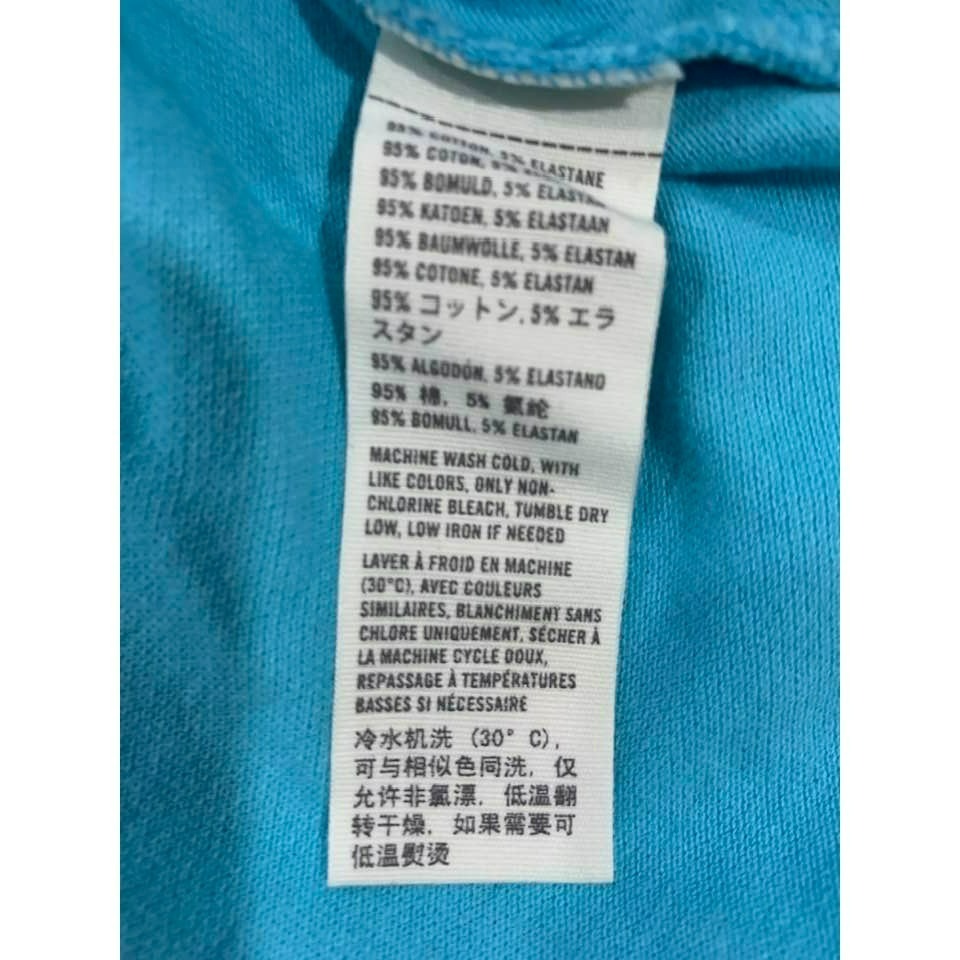 95% COTTON, 5% ELASTANE
95% COTON, 5%
95% BOMULD, 5%
95% KATOEN, 5% ELASTAAN
95% BAUMWOLLE, 5% ELASTAN
95% COTONE, 5% ELASTAN
95% コットン, 5% エラ
スタン
95% ALGODÓN, 5% ELASTANO
95% 棉, 5% 氨纶
95% BOMULL, 5% ELASTAN
MACHINE WASH COLD, WITH
LIKE COLORS, ONLY NON-
CHLORINE BLEACH, TUMBLE DRY
LOW, LOW IRON IF NEEDED
LAVER À FROID EN MACHINE
(30°C), AVEC COULEURS
SIMILAIRES, BLANCHIMENT SANS
CHLORE UNIQUEMENT, SÉCHER À
LA MACHINE CYCLE DOUX,
REPASSAGE À TEMPÉRATURES
BASSES SI NÉCESSAIRE
冷水机洗 (30° C),
可与相似色同洗, 仅
允许非氯漂, 低温翻
转干燥, 如果需要可
低温熨烫